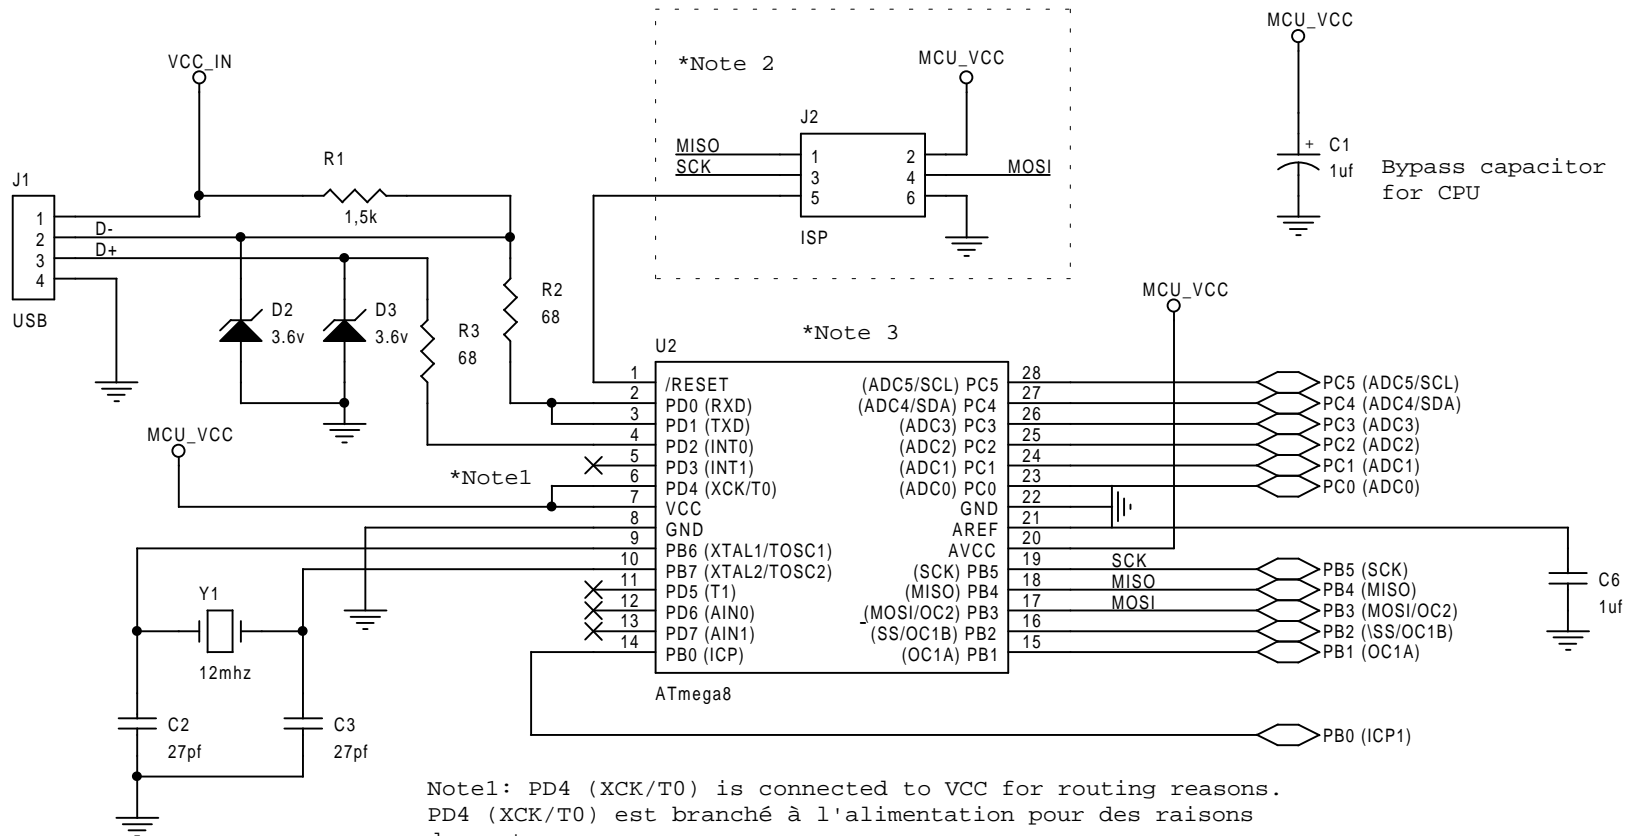 MCU_VCC
VCC_IN
*Note 2
MCU_VCC
J2
MISO
SCK
1
3
5
2
4
6
MOSI
ISP
+
C1
1uf
Bypass capacitor
for CPU
R1
1,5k
J1
1
2
3
4
D-
D+
USB
D2
3.6v
D3
3.6v
R3
68
R2
68
MCU_VCC
*Note 3
U2
MCU_VCC
*Note1
1 /RESET
2 PD0 (RXD)
3 PD1 (TXD)
4 PD2 (INT0)
5 PD3 (INT1)
6 PD4 (XCK/T0)
7 VCC
8 GND
9 PB6 (XTAL1/TOSC1)
10 PB7 (XTAL2/TOSC2)
11 PD5 (T1)
12 PD6 (AIN0)
13 PD7 (AIN1)
14 PB0 (ICP)
(ADC5/SCL) PC5 28 PC5 (ADC5/SCL)
(ADC4/SDA) PC4 27 PC4 (ADC4/SDA)
(ADC3) PC3 26 PC3 (ADC3)
(ADC2) PC2 25 PC2 (ADC2)
(ADC1) PC1 24 PC1 (ADC1)
(ADC0) PC0 23 PC0 (ADC0)
GND 22
AREF 21
AVCC 20
(SCK) PB5 19 SCK PB5 (SCK)
(MISO) PB4 18 MISO PB4 (MISO)
(MOSI/OC2) PB3 17 MOSI PB3 (MOSI/OC2)
(SS/OC1B) PB2 16 PB2 (\SS/OC1B)
(OC1A) PB1 15 PB1 (OC1A)
ATmega8
C6
1uf
Y1
12mhz
C2
27pf
C3
27pf
PB0 (ICP1)
Note1: PD4 (XCK/T0) is connected to VCC for routing reasons.
PD4 (XCK/T0) est branché à l'alimentation pour des raisons